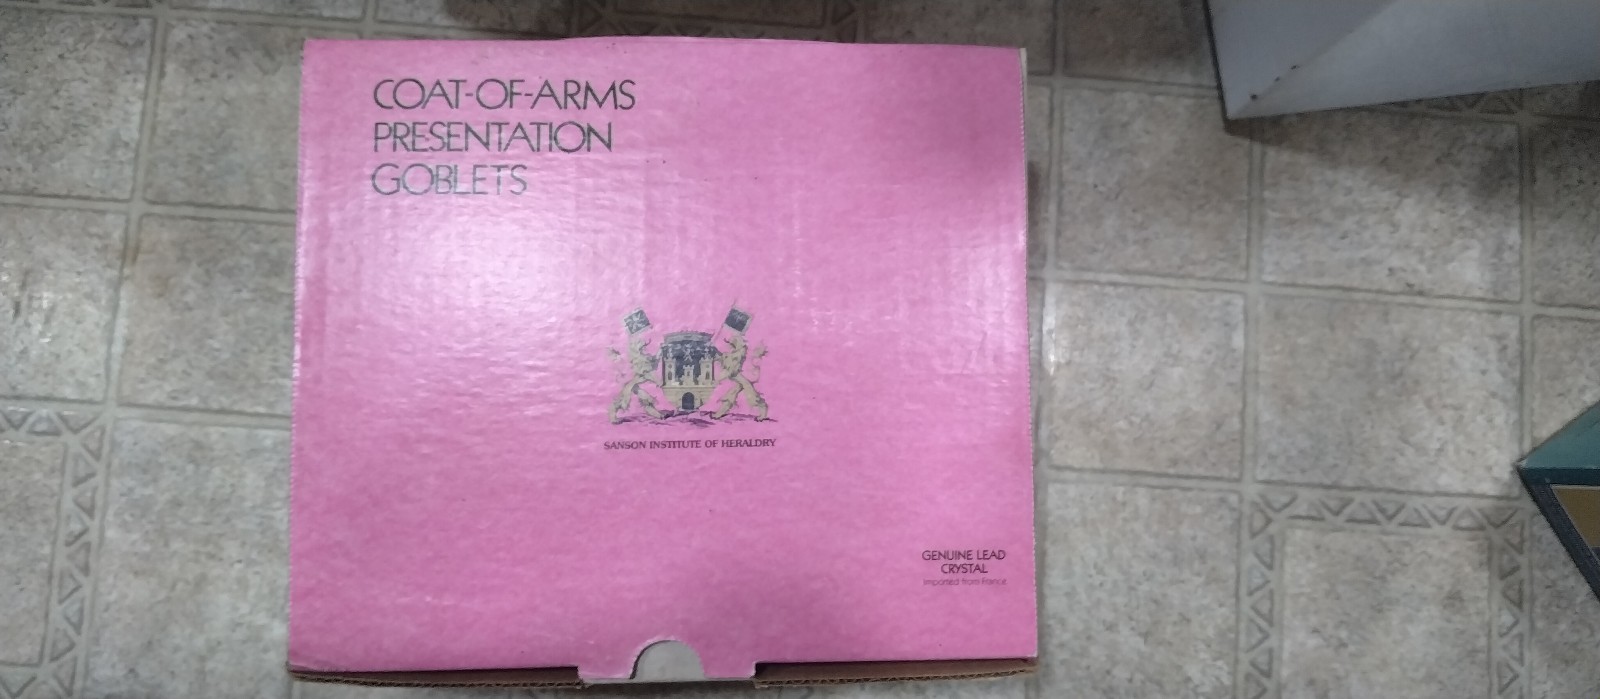 COAT-OF-ARMS
PRESENTATION
GOBLETS
SANSON INSTITUTE OF HERALDRY
GENUINE LEAD
CRYSTAL
Imported from France